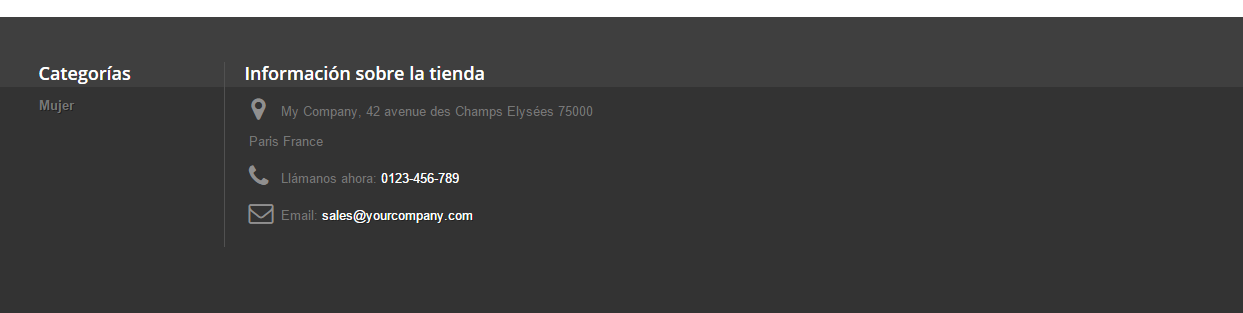 Categorías
Mujer
Información sobre la tienda
My Company, 42 avenue des Champs Elysées 75000
Paris France
Llámanos ahora: 0123-456-789
Email: sales@yourcompany.com